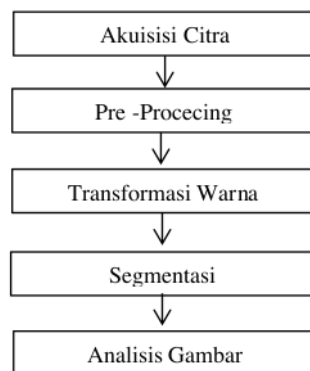 Akuisisi Citra
Pre -Procecing
Transformasi Warna
Segmentasi
Analisis Gambar